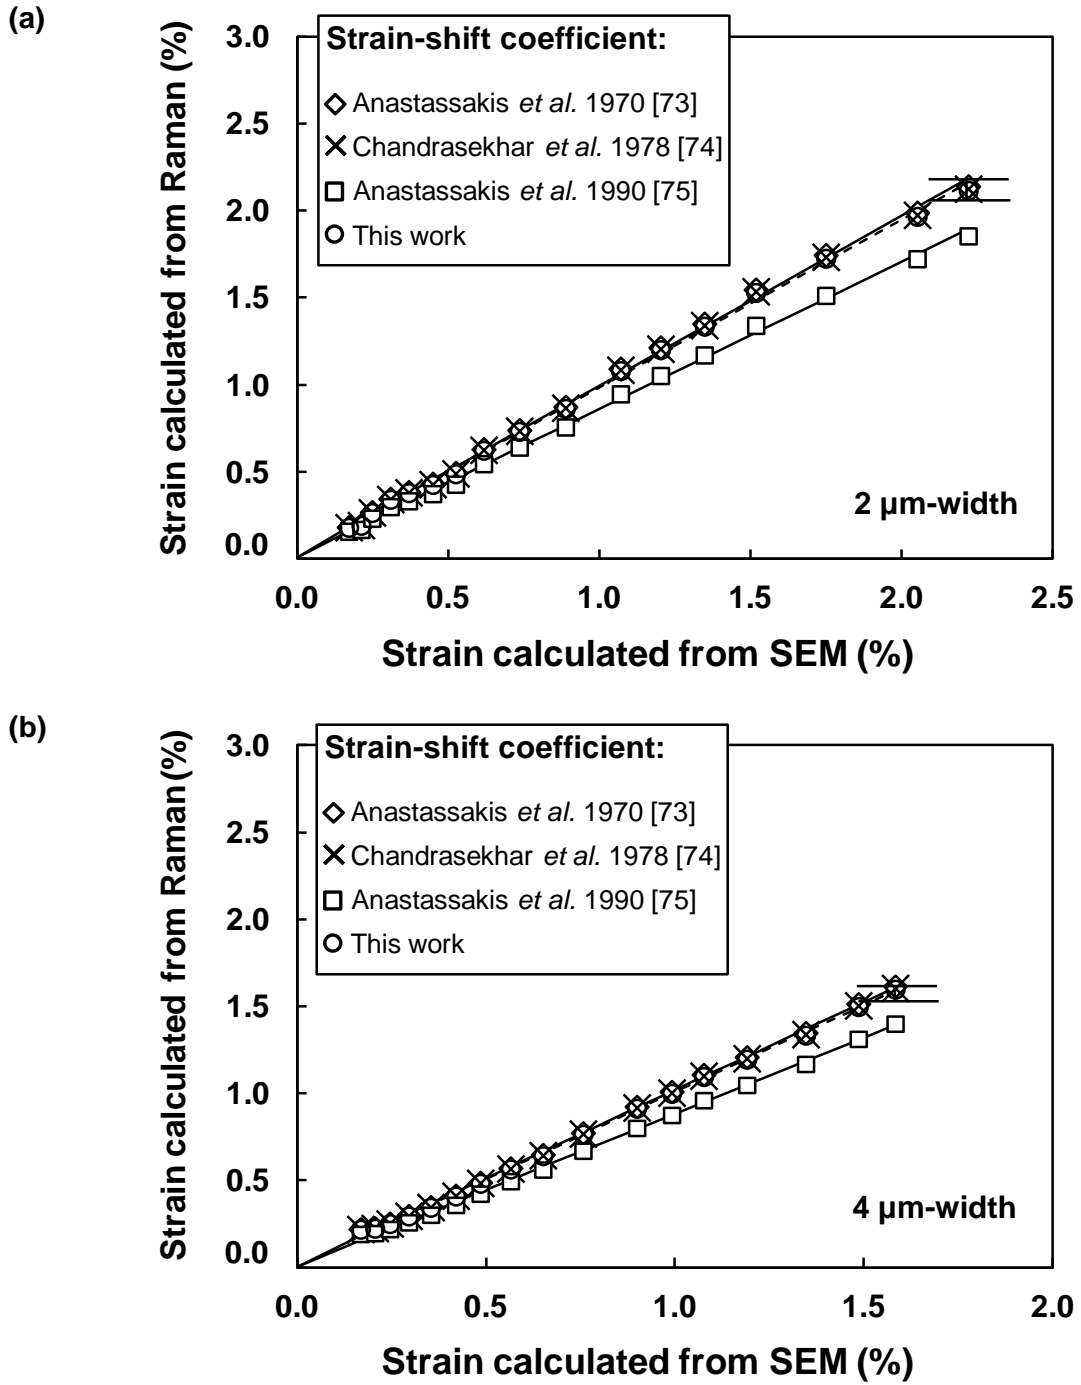 (a)
Strain calculated from Raman (%)
3.0
2.5
2.0
1.5
1.0
0.5
0.0
Strain-shift coefficient:
Anastassakis et al. 1970 [73]
Chandrasekhar et al. 1978 [74]
Anastassakis et al. 1990 [75]
This work
2 µm-width
0.0 0.5 1.0 1.5 2.0 2.5
Strain calculated from SEM (%)
(b)
Strain calculated from Raman (%)
3.0
2.5
2.0
1.5
1.0
0.5
0.0
Strain-shift coefficient:
Anastassakis et al. 1970 [73]
Chandrasekhar et al. 1978 [74]
Anastassakis et al. 1990 [75]
This work
4 µm-width
0.0 0.5 1.0 1.5 2.0
Strain calculated from SEM (%)